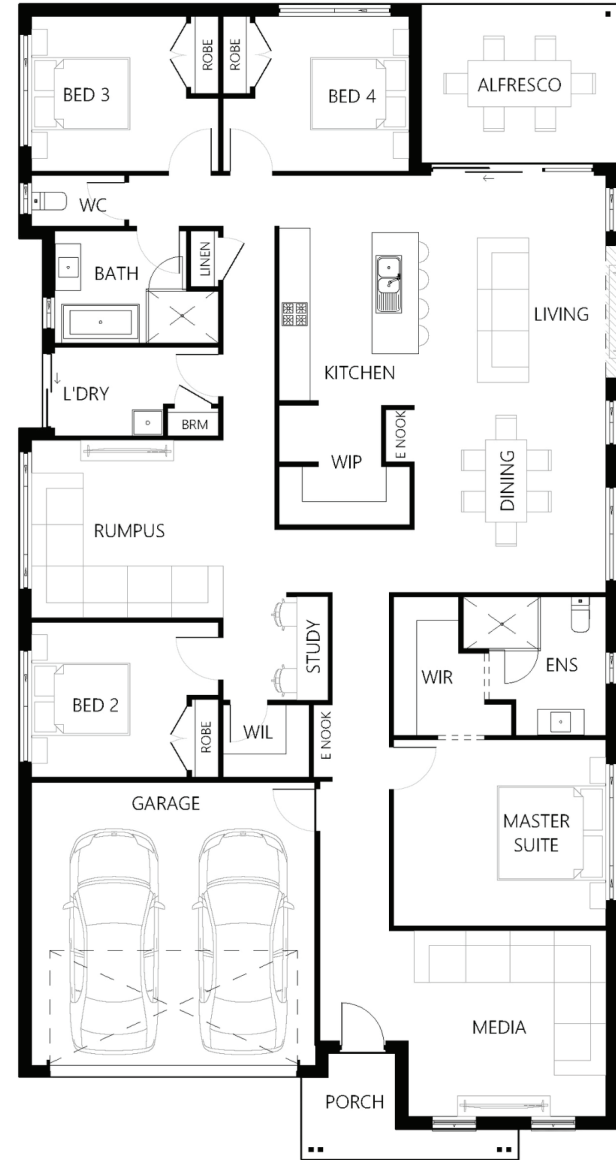 BED 3
ROBE
ROBE
BED 4
ALFRESCO
WC
BATH
LINEN
LIVING
KITCHEN
L'DRY
BRM
E NOOK
WIP
DINING
RUMPUS
STUDY
BED 2
ROBE
WIL
E NOOK
WIR
ENS
GARAGE
MASTER
SUITE
MEDIA
PORCH